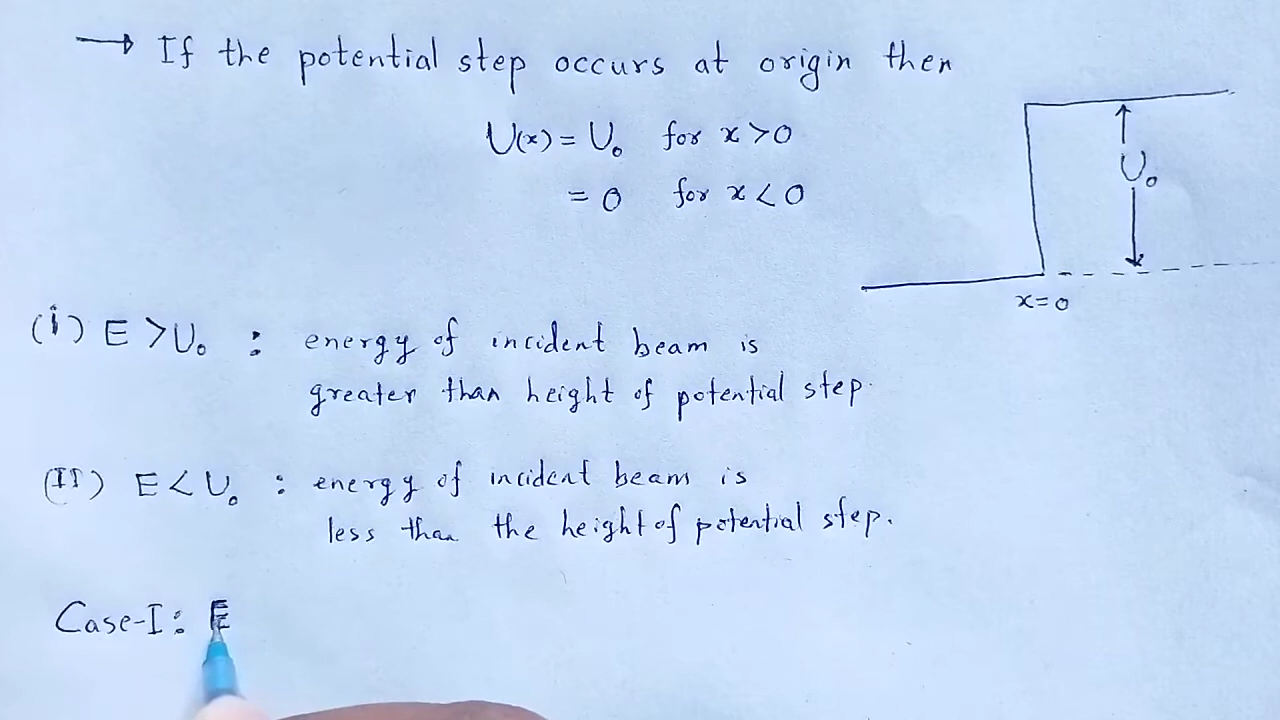 → If the potential step occurs at origin then
U(x) = U₀ for x > 0
= 0 for x < 0
U₀
x = 0
(i) E > U₀ : energy of incident beam is
greater than height of potential step.
(II) E < U₀ : energy of incident beam is
less than the height of potential step.
Case-I : E